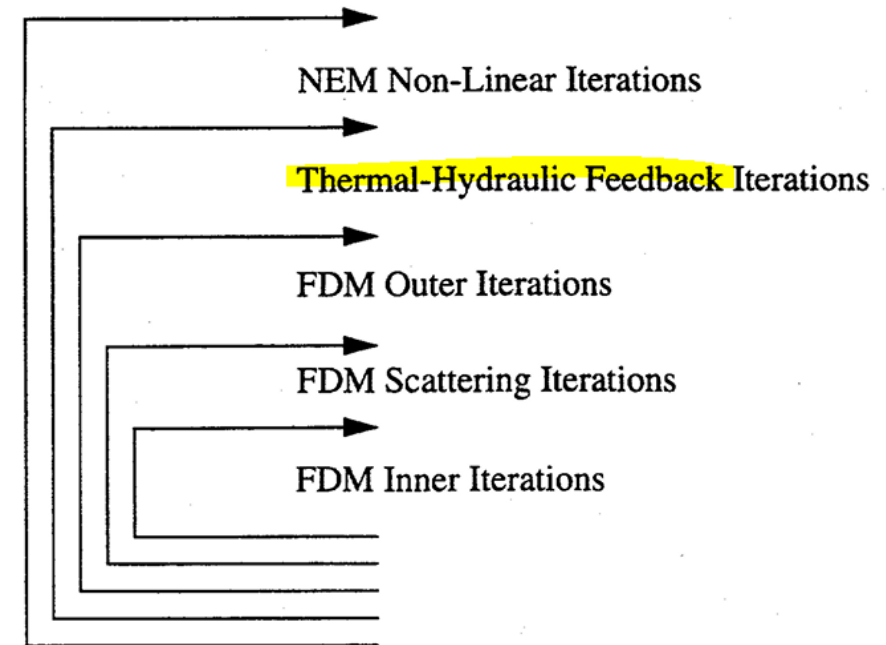 NEM Non-Linear Iterations
Thermal-Hydraulic Feedback Iterations
FDM Outer Iterations
FDM Scattering Iterations
FDM Inner Iterations